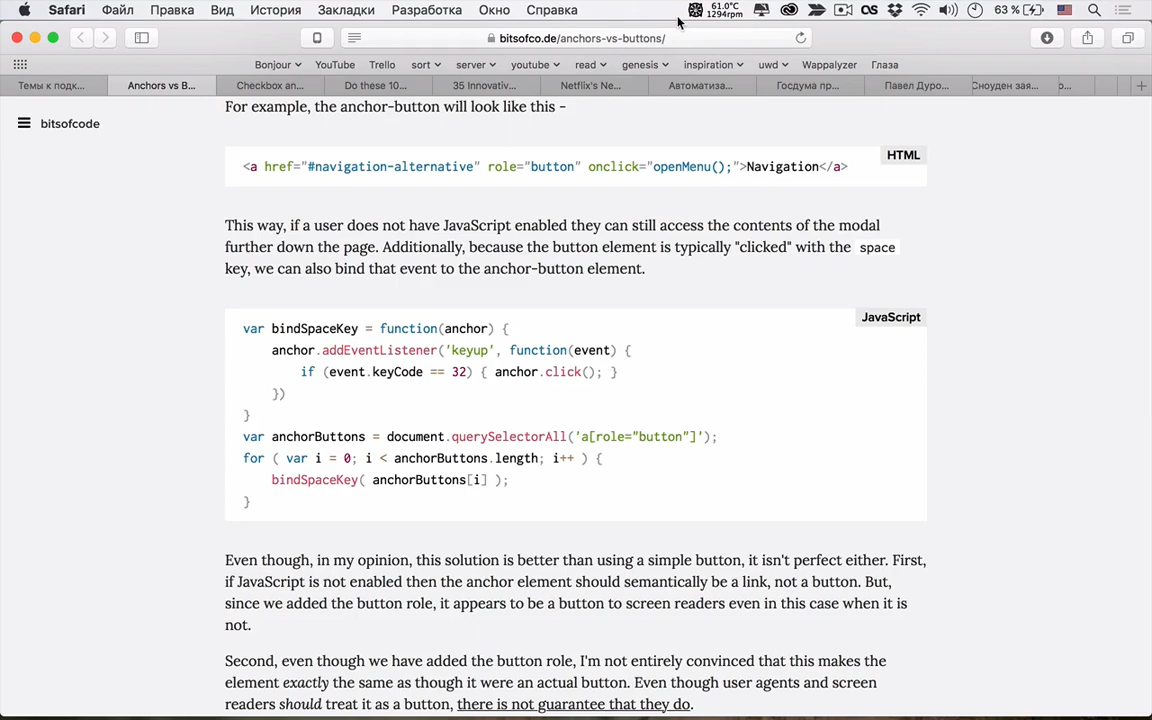 Safari Файл Правка Вид История Закладки Разработка Окно Справка 61.0°C 1294rpm 63 %
bitsofco.de/anchors-vs-buttons/
Bonjour YouTube Trello sort server youtube read genesis inspiration uwd Wappalyzer Глаза
Темы к подк... Anchors vs B... Checkbox an... Do these 10... 35 Innovativ... Netflix's Ne... Автоматиза... Госдума пр... Павел Дуро... Сноуден зая...
For example, the anchor-button will look like this -
bitsofcode
HTML
<a href="#navigation-alternative" role="button" onclick="openMenu();">Navigation</a>
This way, if a user does not have JavaScript enabled they can still access the contents of the modal
further down the page. Additionally, because the button element is typically "clicked" with the space
key, we can also bind that event to the anchor-button element.
JavaScript
var bindSpaceKey = function(anchor) {
anchor.addEventListener('keyup', function(event) {
if (event.keyCode == 32) { anchor.click(); }
})
}
var anchorButtons = document.querySelectorAll('a[role="button"]');
for ( var i = 0; i < anchorButtons.length; i++ ) {
bindSpaceKey( anchorButtons[i] );
}
Even though, in my opinion, this solution is better than using a simple button, it isn't perfect either. First,
if JavaScript is not enabled then the anchor element should semantically be a link, not a button. But,
since we added the button role, it appears to be a button to screen readers even in this case when it is
not.
Second, even though we have added the button role, I'm not entirely convinced that this makes the
element exactly the same as though it were an actual button. Even though user agents and screen
readers should treat it as a button, there is not guarantee that they do.